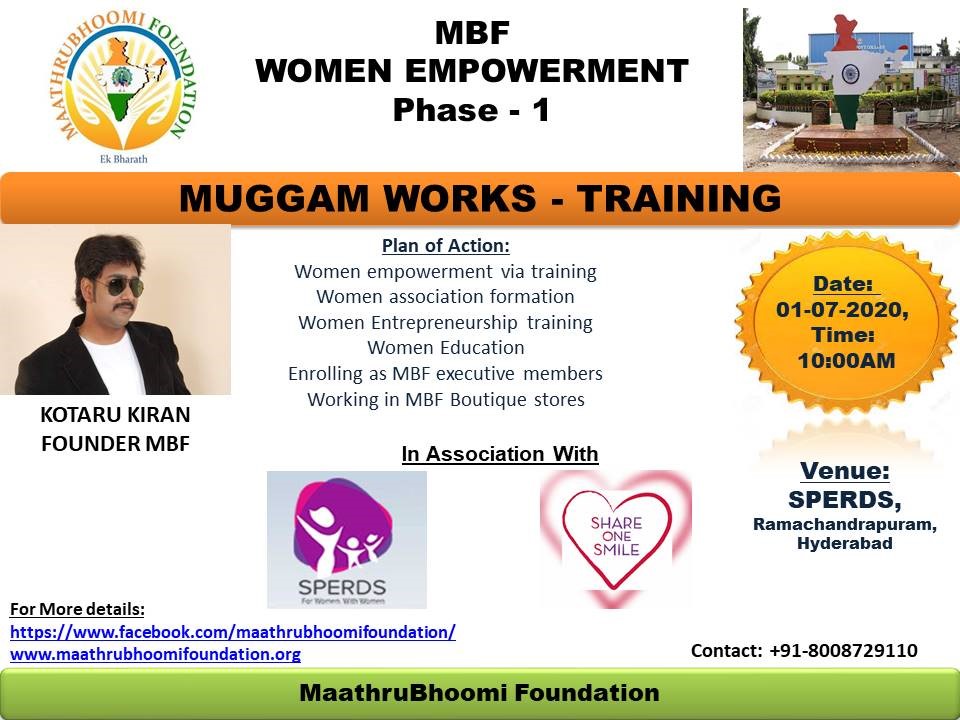 MAATHRUBHOOMI FOUNDATION
Ek Bharath
MBF
WOMEN EMPOWERMENT
Phase - 1
MUGGAM WORKS - TRAINING
KOTARU KIRAN
FOUNDER MBF
Plan of Action:
Women empowerment via training
Women association formation
Women Entrepreneurship training
Women Education
Enrolling as MBF executive members
Working in MBF Boutique stores
Date:
01-07-2020,
Time:
10:00AM
Venue:
SPERDS,
Ramachandrapuram,
Hyderabad
In Association With
SPERDS
For Women. With Women
SHARE
ONE
SMILE
For More details:
https://www.facebook.com/maathrubhoomifoundation/
www.maathrubhoomifoundation.org
Contact: +91-8008729110
MaathruBhoomi Foundation